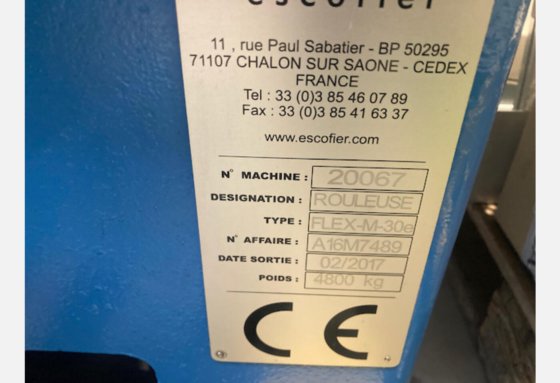 escofier
11 , rue Paul Sabatier - BP 50295
71107 CHALON SUR SAONE - CEDEX
FRANCE
Tel : 33 (0)3 85 46 07 89
Fax : 33 (0)3 85 41 63 37
www.escofier.com
N° MACHINE : 20067
DESIGNATION : ROULEUSE
TYPE : FLEX-M-30e
N° AFFAIRE : A16M7489
DATE SORTIE : 02/2017
POIDS : 4800 kg
CE